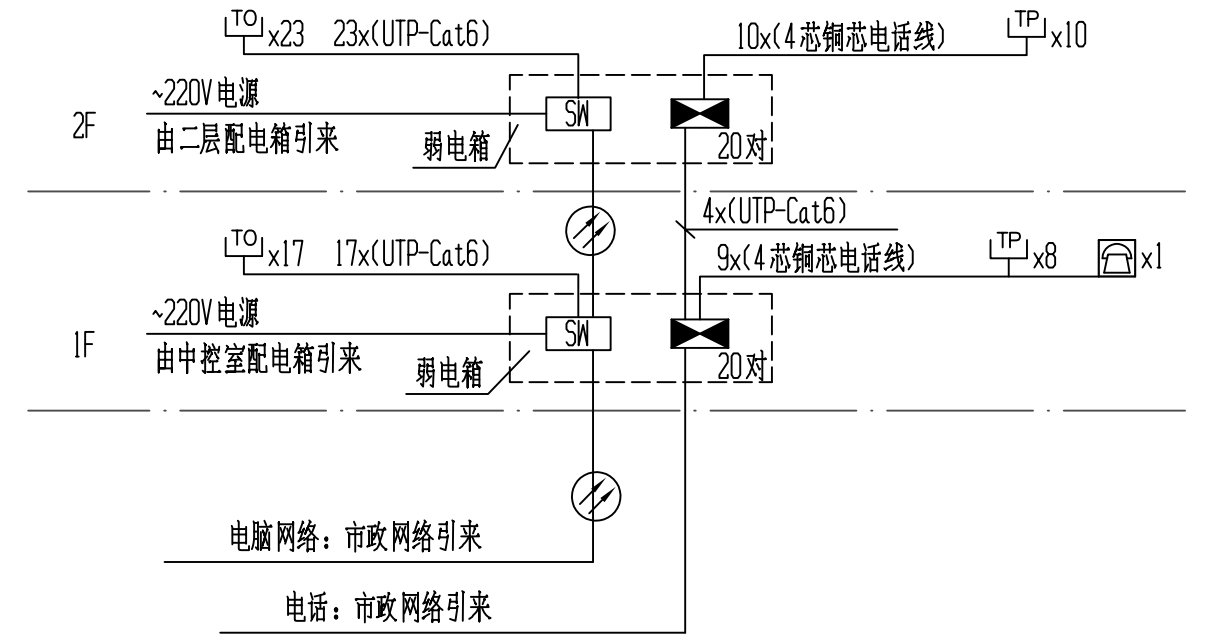 TO x23 23x(UTP-Cat6) 10x(4芯铜芯电话线) TP x10
~220V电源
SW
2F
由二层配电箱引来
弱电箱
20对
4x(UTP-Cat6)
TO x17 17x(UTP-Cat6) 9x(4芯铜芯电话线) TP x8 x1
~220V电源
SW
1F
由中控室配电箱引来
弱电箱
20对
电脑网络：市政网络引来
电话：市政网络引来